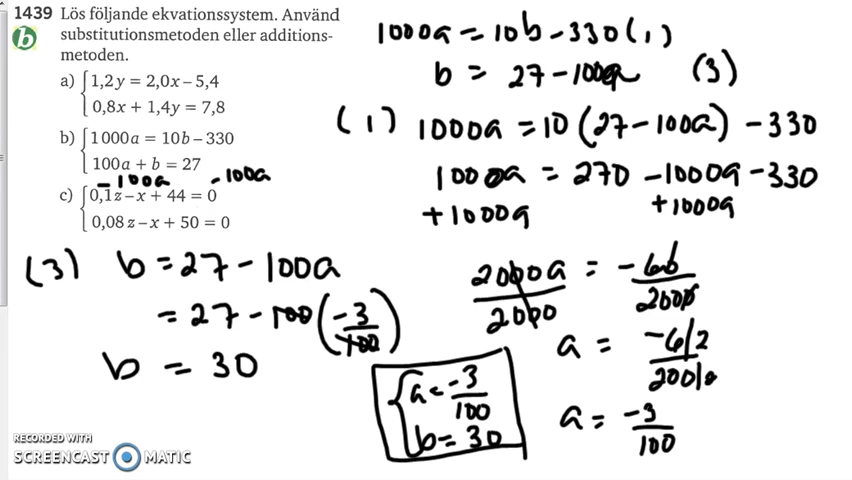 1439 Lös följande ekvationssystem. Använd
substitutionsmetoden eller additions-
metoden.
b
a) { 1,2y = 2,0x − 5,4
0,8x + 1,4y = 7,8
b) { 1000a = 10b − 330
100a + b = 27
−100a −100a
c) { 0,1z − x + 44 = 0
0,08z − x + 50 = 0
1000a = 10b − 330 (1)
b = 27 − 100a (3)
(1) 1000a = 10(27 − 100a) − 330
1000a = 270 − 1000a − 330
+1000a +1000a
2000a/2000 = −60/2000
a = −6/2 / 200/2
a = −3/100
(3) b = 27 − 100a
= 27 − 100(−3/100)
b = 30
{ a = −3/100
b = 30
RECORDED WITH
SCREENCAST O MATIC